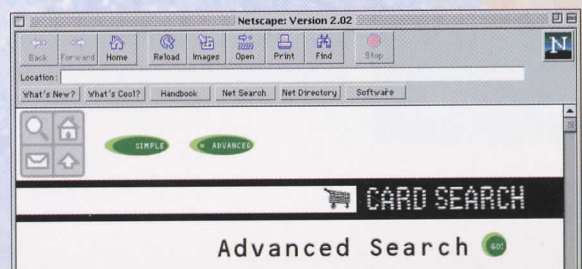 Netscape: Version 2.02
Back Forward Home Reload Images Open Print Find Stop
N
Location:
What's New? What's Cool? Handbook Net Search Net Directory Software
SIMPLE ADVANCED
CARD SEARCH
Advanced Search GO!